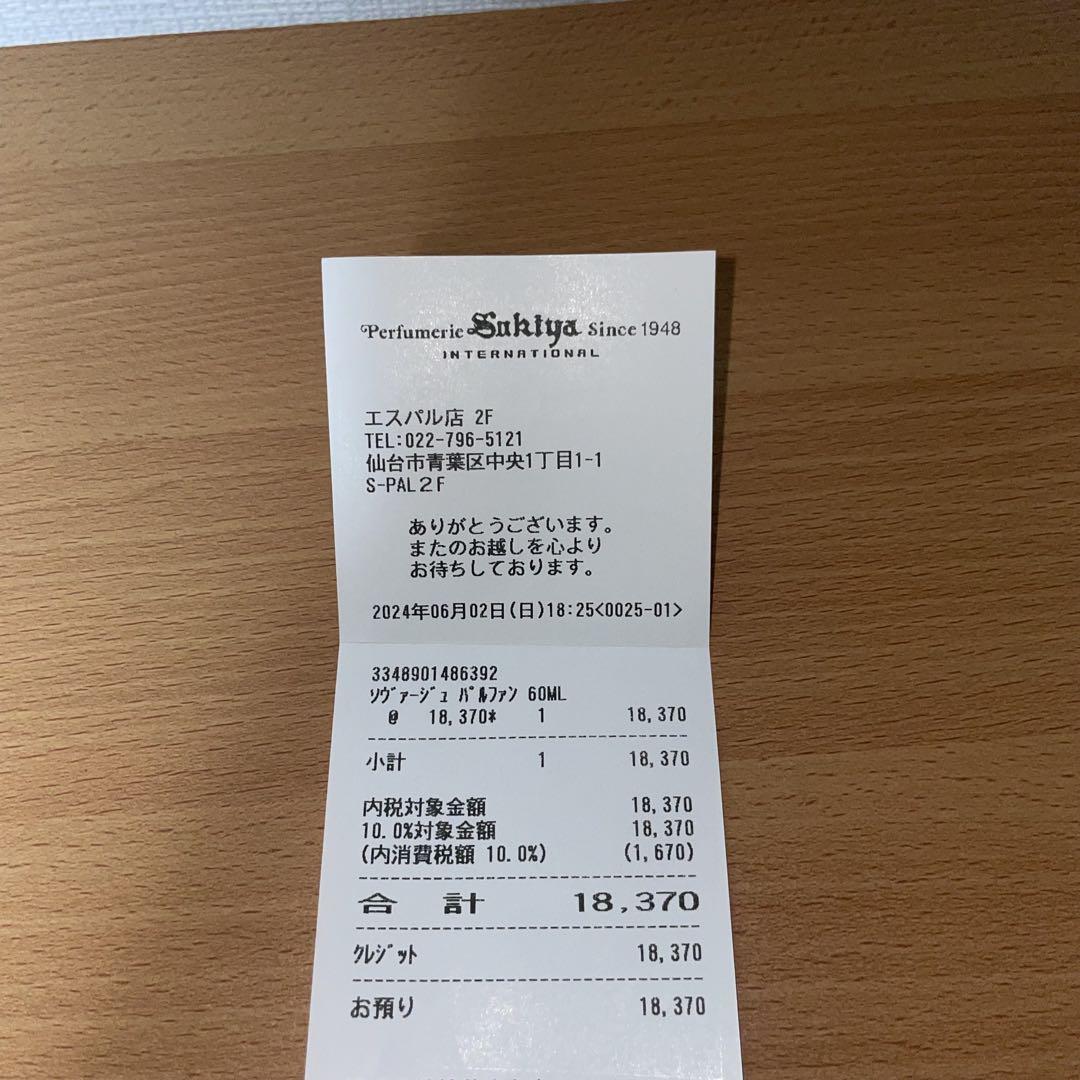 Perfumerie Sukiya Since 1948
INTERNATIONAL
エスパル店 2F
TEL:022-796-5121
仙台市青葉区中央1丁目1-1
S-PAL2F
ありがとうございます。
またのお越しを心より
お待ちしております。
2024年06月02日(日)18:25<0025-01>
3348901486392
ｿヴｧｰｼﾞｭ ﾊﾟﾙﾌｧﾝ 60ML
@ 18,370* 1 18,370
小計 1 18,370
内税対象金額 18,370
10.0%対象金額 18,370
(内消費税額 10.0%) (1,670)
合 計 18,370
ｸﾚｼﾞｯﾄ 18,370
お預り 18,370